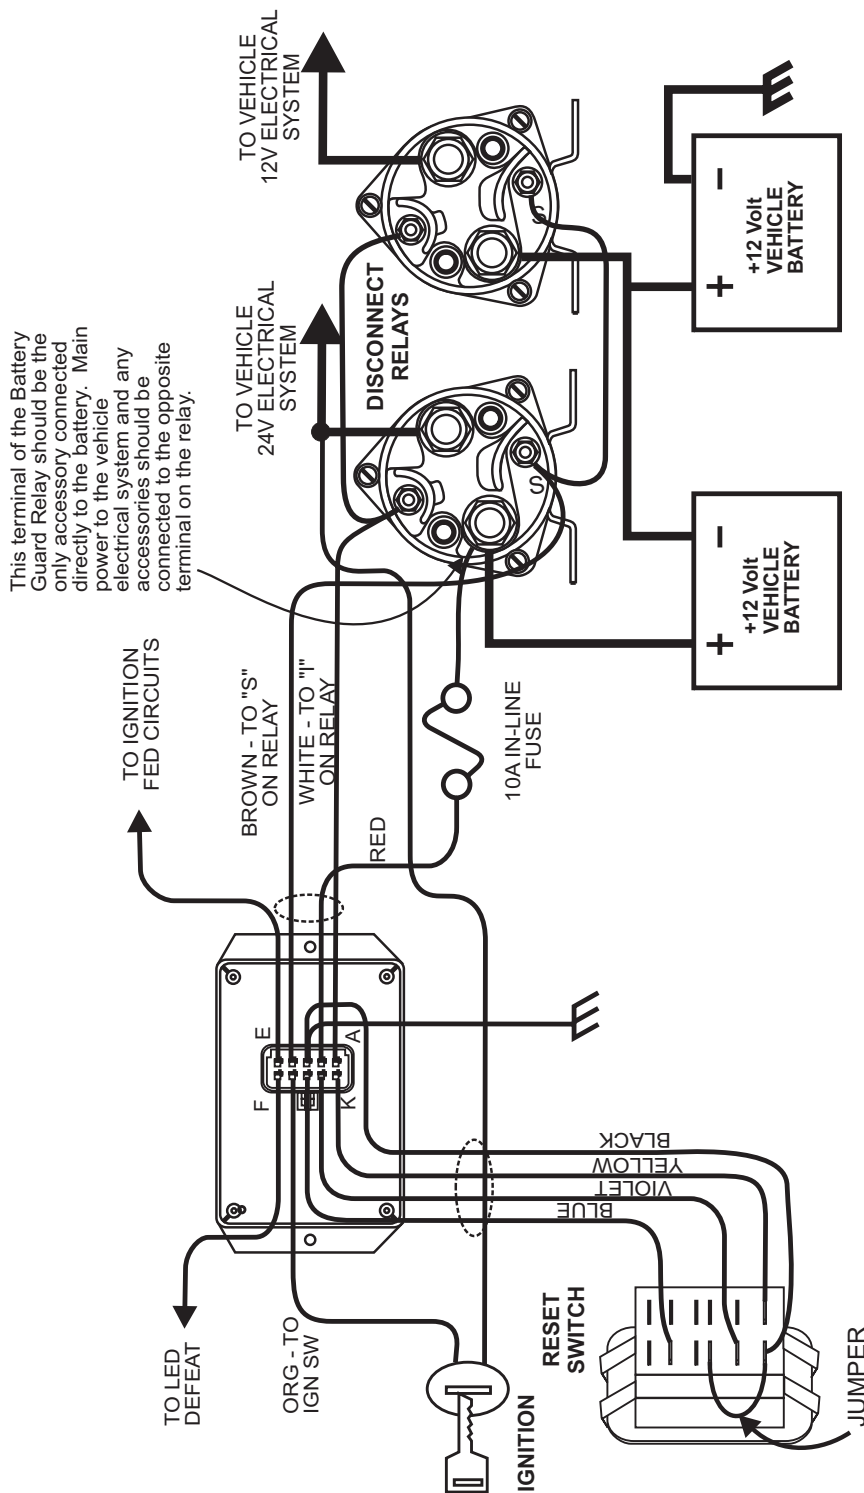 This terminal of the Battery
Guard Relay should be the
only accessory connected
directly to the battery.  Main
power to the vehicle
electrical system and any
accessories should be
connected to the opposite
terminal on the relay.
TO VEHICLE
12V ELECTRICAL
SYSTEM
TO VEHICLE
24V ELECTRICAL
SYSTEM
DISCONNECT
RELAYS
S
S
TO IGNITION
FED CIRCUITS
BROWN - TO "S"
ON RELAY
WHITE - TO "I"
ON RELAY
RED
10A IN-LINE
FUSE
+
-
+12 Volt
VEHICLE
BATTERY
+
-
+12 Volt
VEHICLE
BATTERY
F
E
K
A
TO LED
DEFEAT
ORG - TO
IGN SW
IGNITION
BLACK
YELLOW
VIOLET
BLUE
RESET
SWITCH
JUMPER